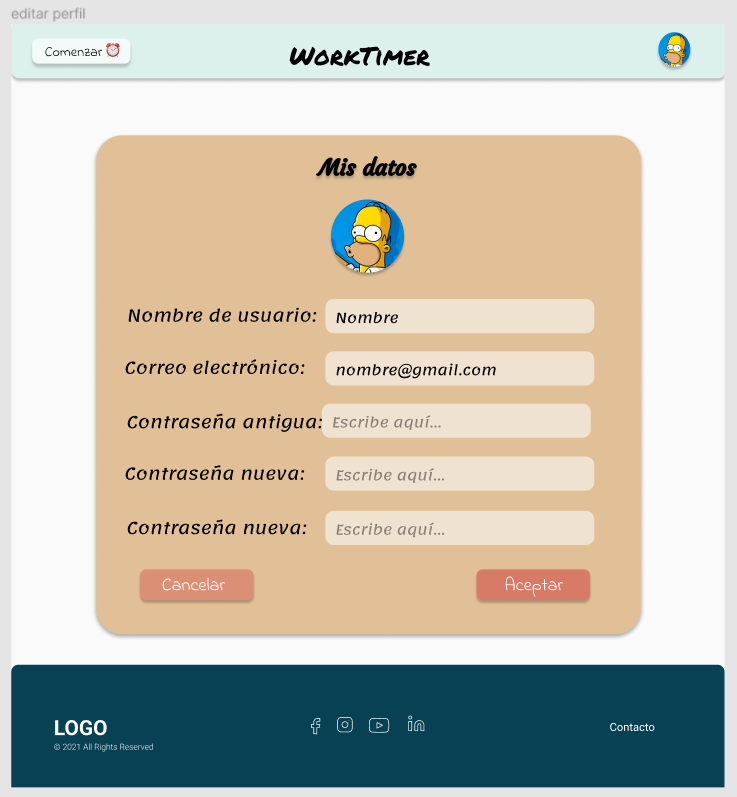 editar perfil
Comenzar
WorkTimer
Mis datos
Nombre de usuario: Nombre
Correo electrónico: nombre@gmail.com
Contraseña antigua: Escribe aquí...
Contraseña nueva: Escribe aquí...
Contraseña nueva: Escribe aquí...
Cancelar Aceptar
LOGO
© 2021 All Rights Reserved
Contacto